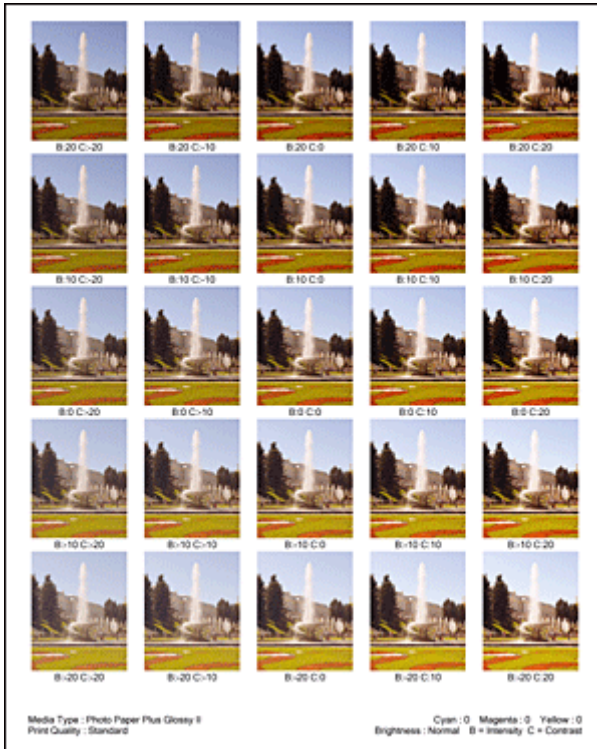 B:20 C:-20 B:20 C:-10 B:20 C:0 B:20 C:10 B:20 C:20
B:10 C:-20 B:10 C:-10 B:10 C:0 B:10 C:10 B:10 C:20
B:0 C:-20 B:0 C:-10 B:0 C:0 B:0 C:10 B:0 C:20
B:-10 C:-20 B:-10 C:-10 B:-10 C:0 B:-10 C:10 B:-10 C:20
B:-20 C:-20 B:-20 C:-10 B:-20 C:0 B:-20 C:10 B:-20 C:20
Media Type : Photo Paper Plus Glossy II
Print Quality : Standard
Cyan : 0 Magenta : 0 Yellow : 0
Brightness : Normal B = Intensity C = Contrast